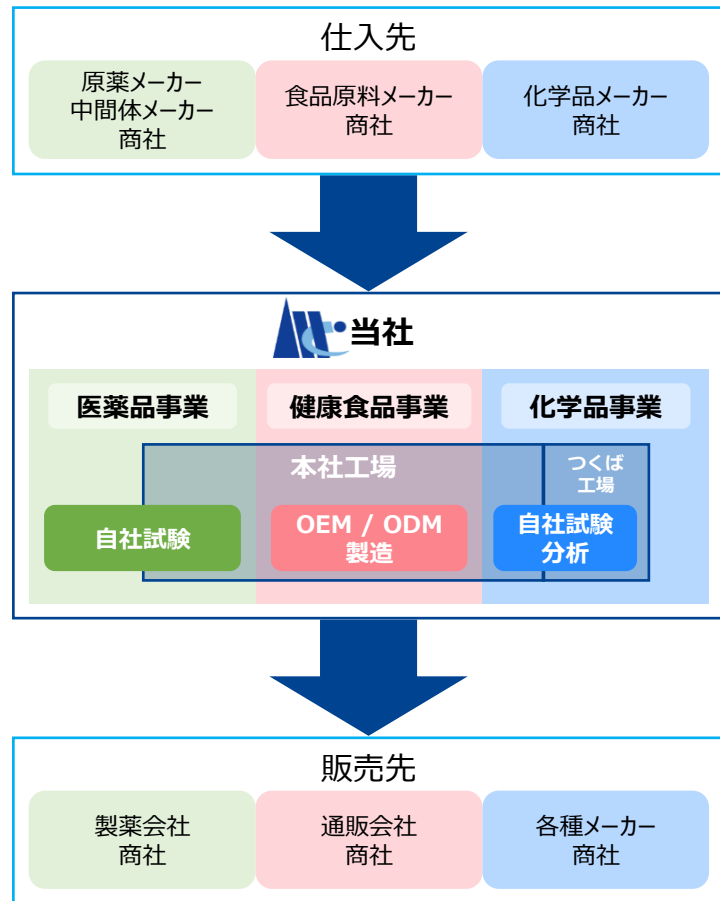 仕入先
原薬メーカー
中間体メーカー
商社
食品原料メーカー
商社
化学品メーカー
商社
当社
医薬品事業
健康食品事業
化学品事業
本社工場
つくば
工場
自社試験
OEM / ODM
製造
自社試験
分析
販売先
製薬会社
商社
通販会社
商社
各種メーカー
商社